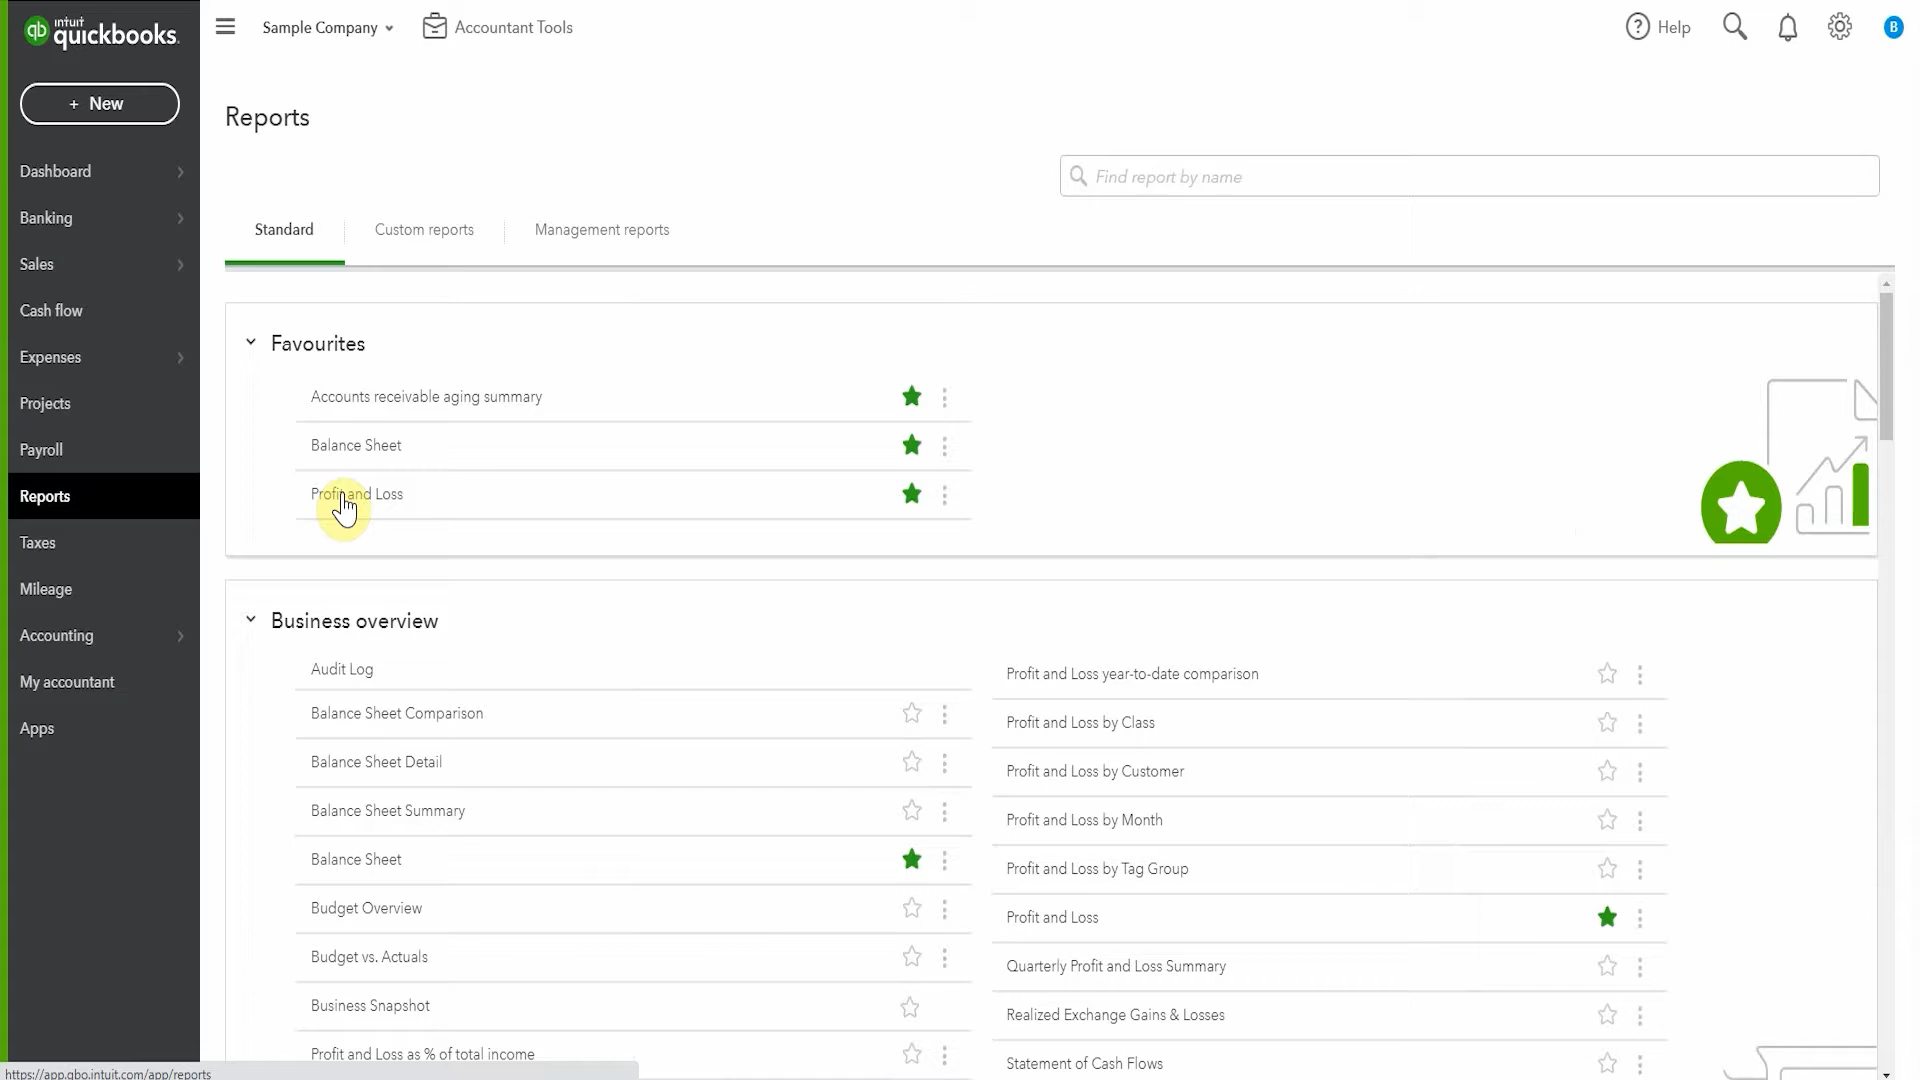 intuit
qb quickbooks.
Sample Company
Accountant Tools
Help
B
+ New
Dashboard
Banking
Sales
Cash flow
Expenses
Projects
Payroll
Reports
Taxes
Mileage
Accounting
My accountant
Apps
Reports
Find report by name
Standard
Custom reports
Management reports
Favourites
Accounts receivable aging summary
Balance Sheet
Profit and Loss
Business overview
Audit Log
Balance Sheet Comparison
Balance Sheet Detail
Balance Sheet Summary
Balance Sheet
Budget Overview
Budget vs. Actuals
Business Snapshot
Profit and Loss as % of total income
Profit and Loss year-to-date comparison
Profit and Loss by Class
Profit and Loss by Customer
Profit and Loss by Month
Profit and Loss by Tag Group
Profit and Loss
Quarterly Profit and Loss Summary
Realized Exchange Gains & Losses
Statement of Cash Flows
https://app.qbo.intuit.com/app/reports